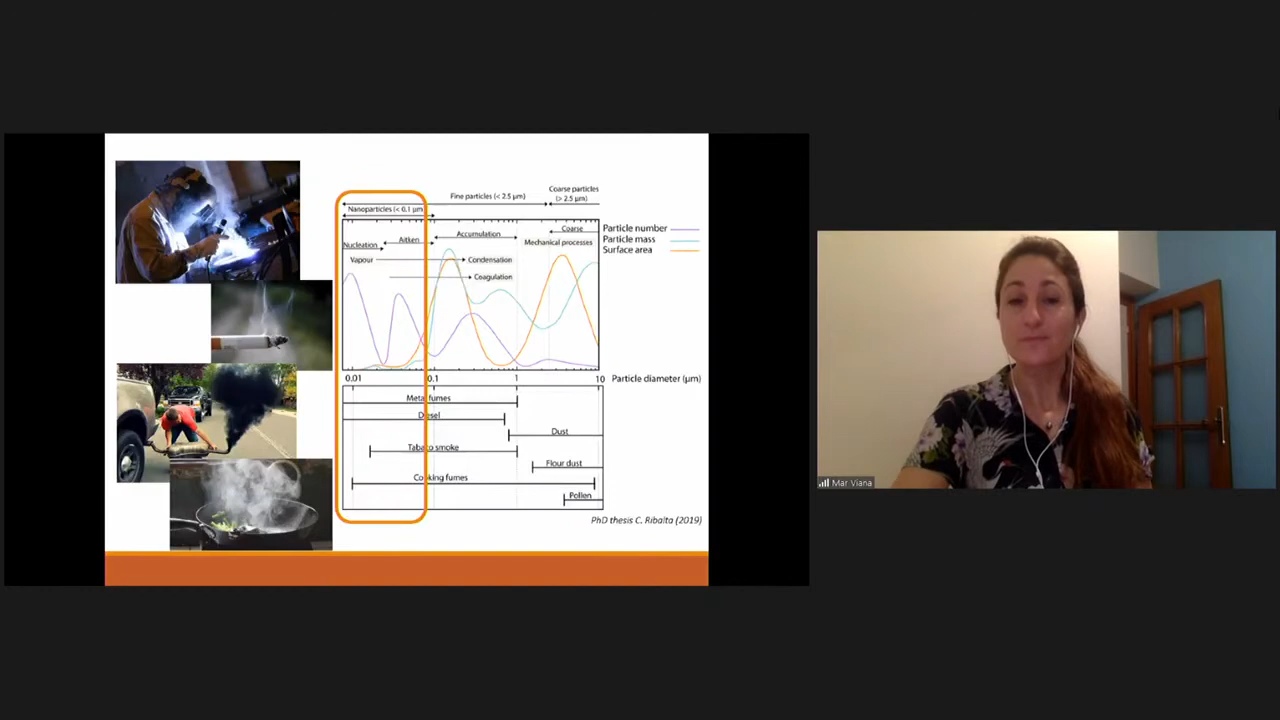 Coarse particles
Fine particles (< 2.5 µm)
(> 2.5 µm)
Nanoparticles (< 0.1 µm)
Coarse
Particle number
Accumulation
Particle mass
Aitken
Mechanical processes
Surface area
Nucleation
Vapour
Condensation
Coagulation
0.01
0.1
1
10
Particle diameter (µm)
Metal fumes
Diesel
Dust
Tabaco smoke
Flour dust
Cooking fumes
Pollen
PhD thesis C. Ribalta (2019)
Mar Viana